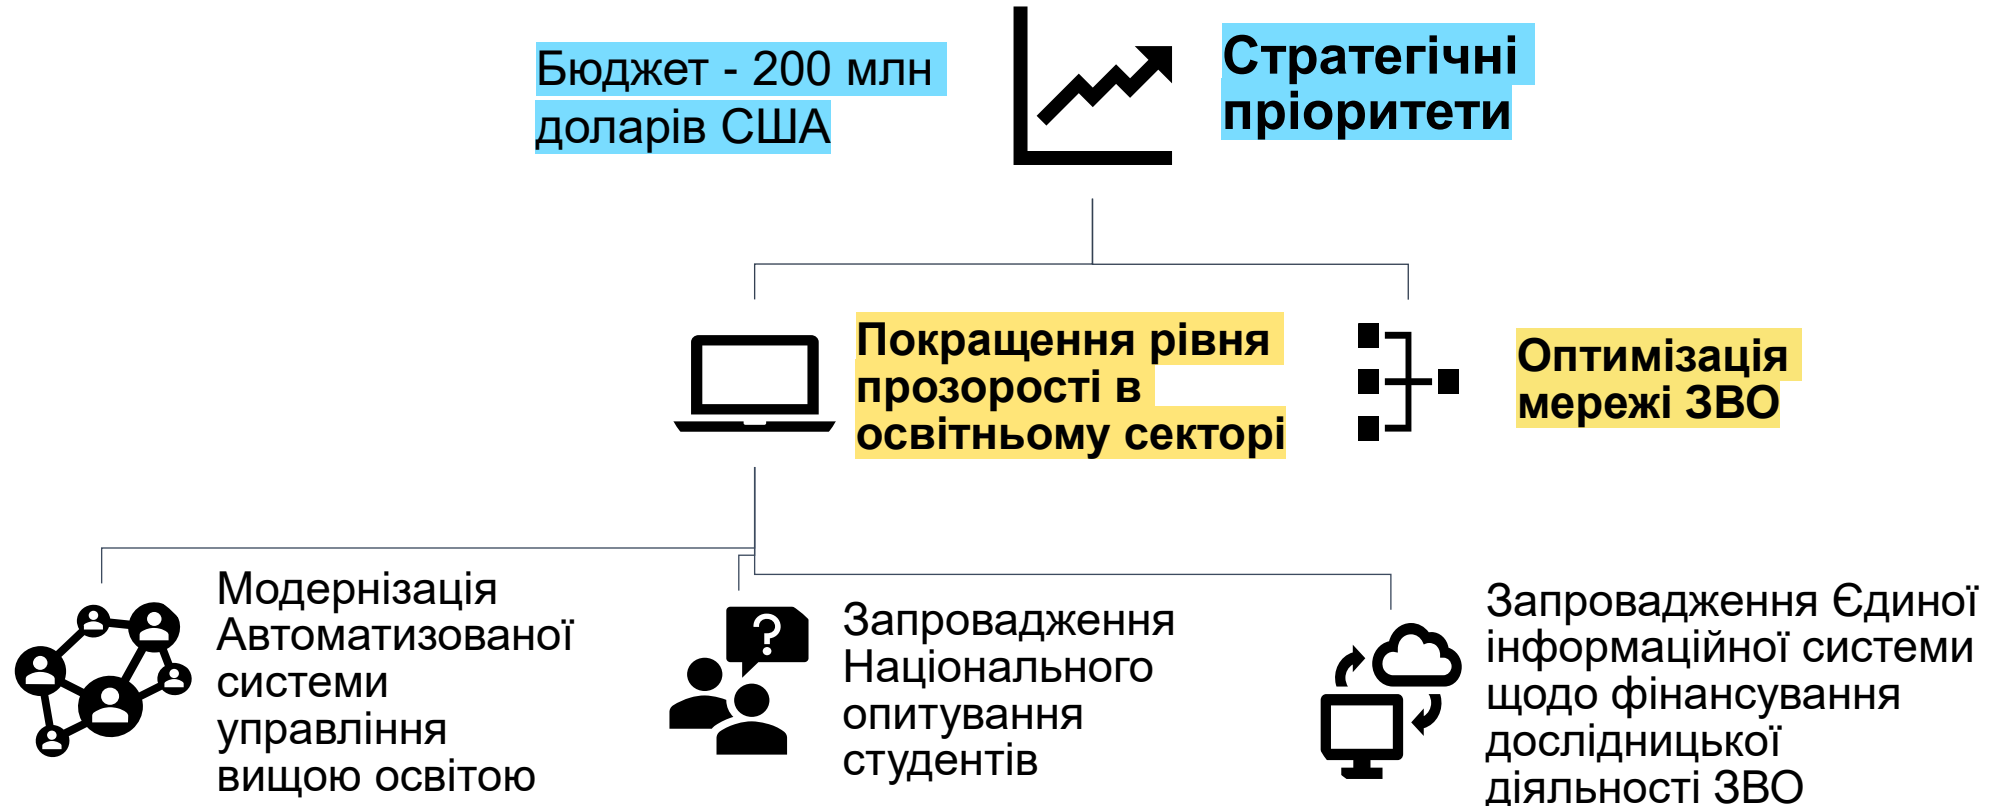 Бюджет - 200 млн
доларів США
Стратегічні
пріоритети
Покращення рівня
прозорості в
освітньому секторі
Оптимізація
мережі ЗВО
Модернізація
Автоматизованої
системи
управління
вищою освітою
?
Запровадження
Національного
опитування
студентів
Запровадження Єдиної
інформаційної системи
щодо фінансування
дослідницької
діяльності ЗВО